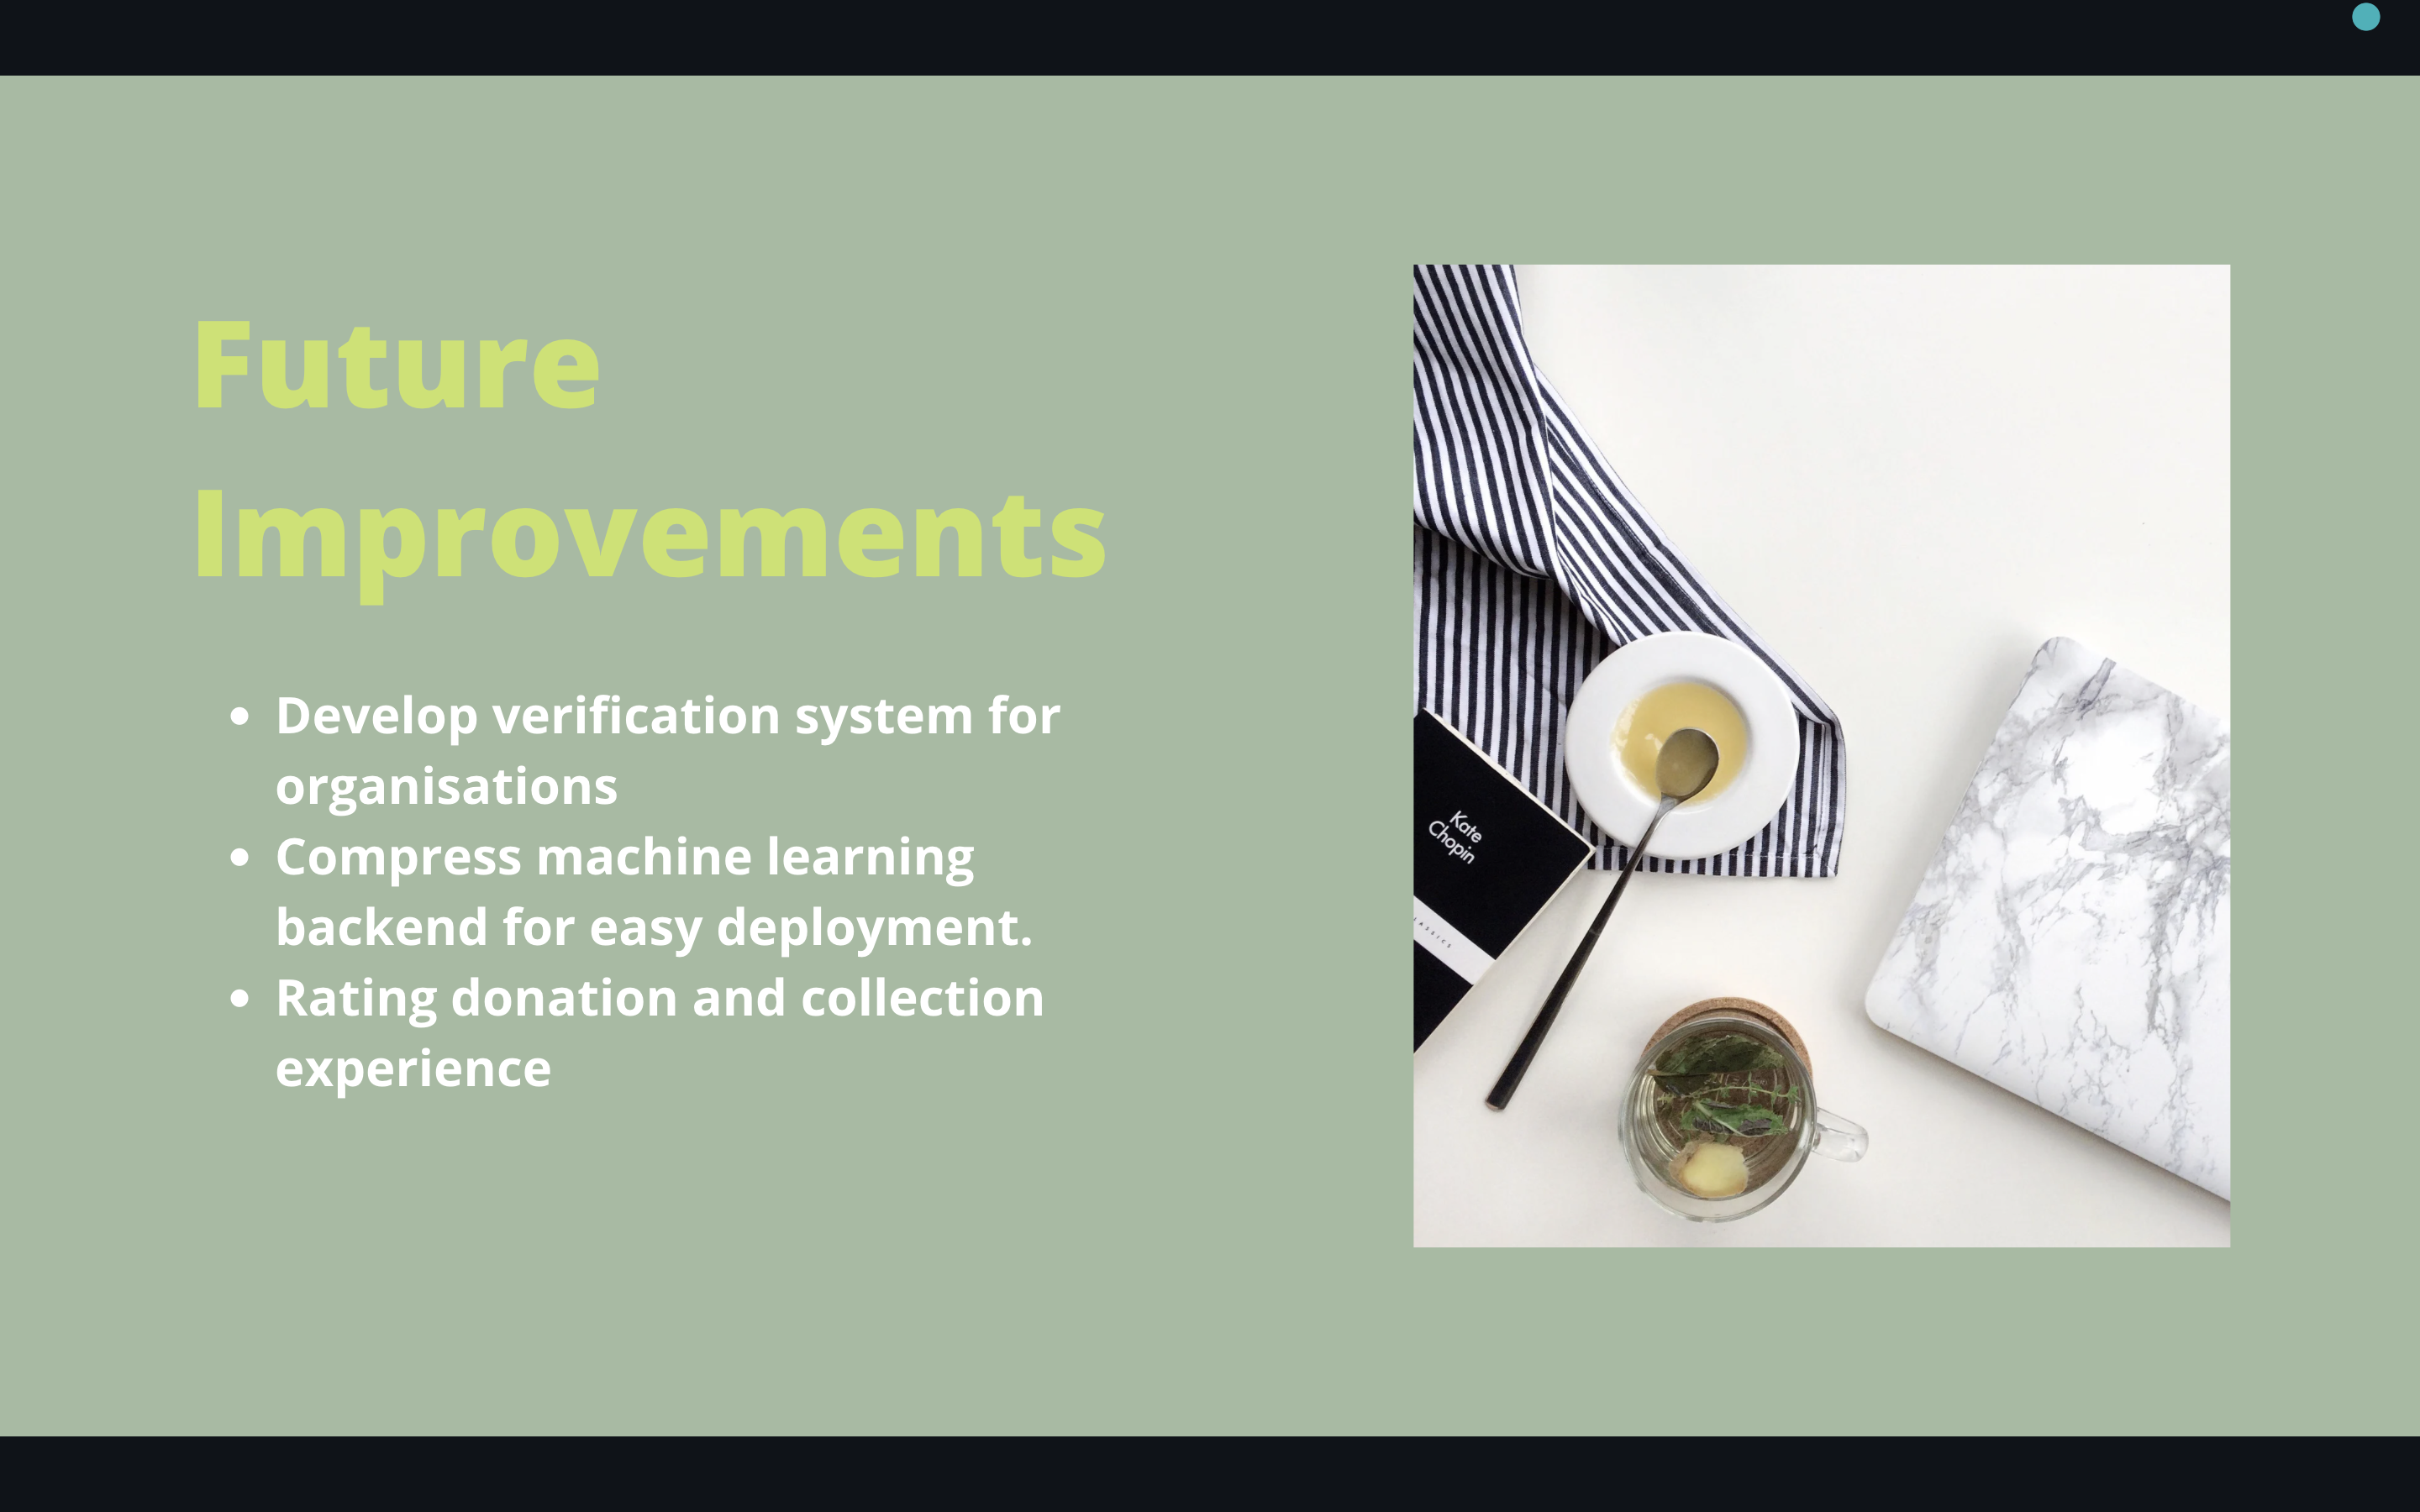 Future
Improvements
• Develop verification system for
organisations
• Compress machine learning
backend for easy deployment.
• Rating donation and collection
experience
Kate
Chopin